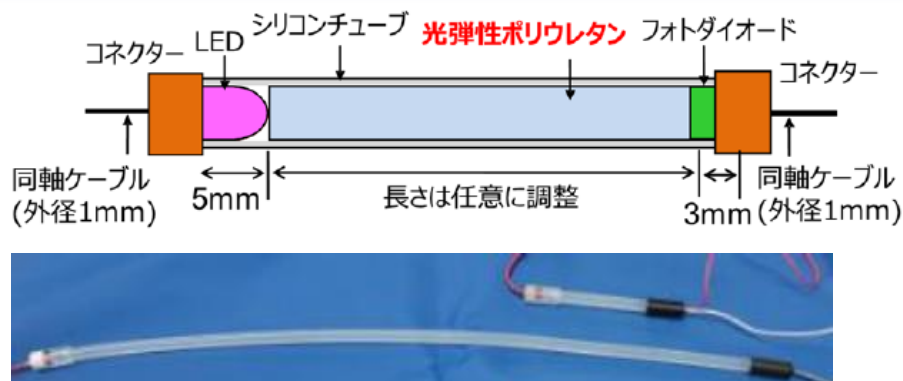 シリコンチューブ
コネクター
LED
光弾性ポリウレタン
フォトダイオード
コネクター
同軸ケーブル
(外径1mm)
5mm
長さは任意に調整
3mm
同軸ケーブル
(外径1mm)